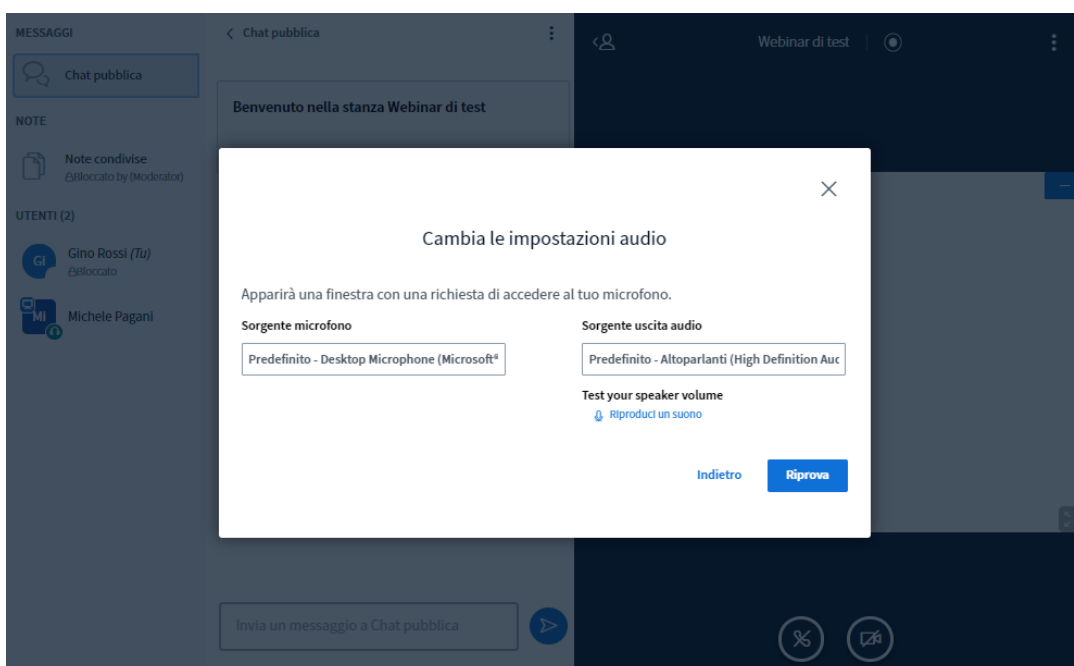 MESSAGGI
Chat pubblica
NOTE
Note condivise
Bloccato by (Moderator)
UTENTI (2)
Gi
Gino Rossi (Tu)
Bloccato
MI
Michele Pagani
Chat pubblica
Benvenuto nella stanza Webinar di test
Webinar di test
Cambia le impostazioni audio
Apparirà una finestra con una richiesta di accedere al tuo microfono.
Sorgente microfono
Predefinito - Desktop Microphone (Microsoft®
Sorgente uscita audio
Predefinito - Altoparlanti (High Definition Auc
Test your speaker volume
Riproduci un suono
Indietro
Riprova
Invia un messaggio a Chat pubblica